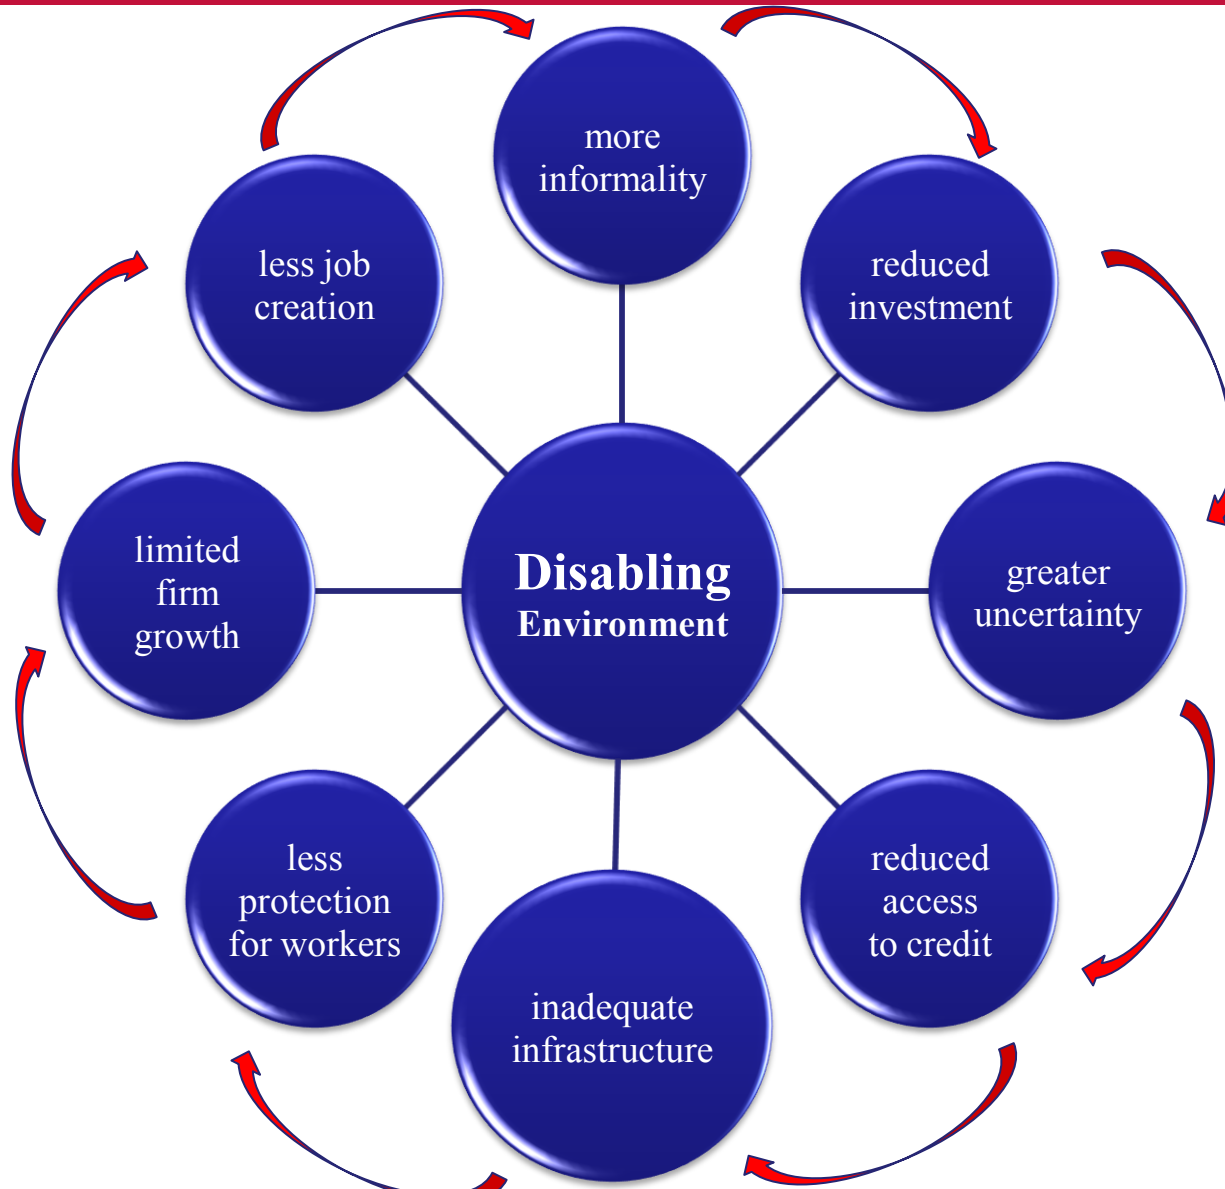 more
informality
less job
creation
reduced
investment
limited
firm
growth
Disabling
Environment
greater
uncertainty
less
protection
for workers
reduced
access
to credit
inadequate
infrastructure